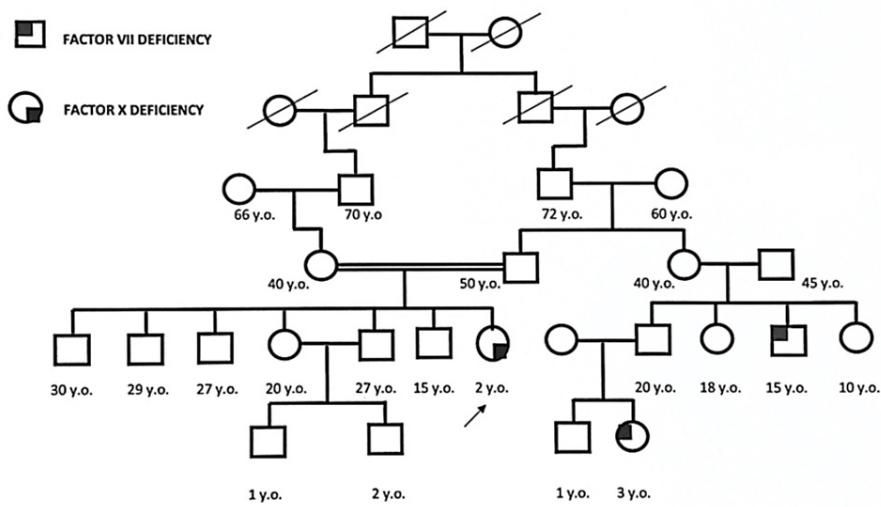 FACTOR VII DEFICIENCY
FACTOR X DEFICIENCY
66 y.o. 70 y.o 72 y.o. 60 y.o.
40 y.o. 50 y.o. 40 y.o. 45 y.o.
30 y.o. 29 y.o. 27 y.o. 20 y.o. 27 y.o. 15 y.o. 2 y.o. 20 y.o. 18 y.o. 15 y.o. 10 y.o.
1 y.o. 2 y.o. 1 y.o. 3 y.o.